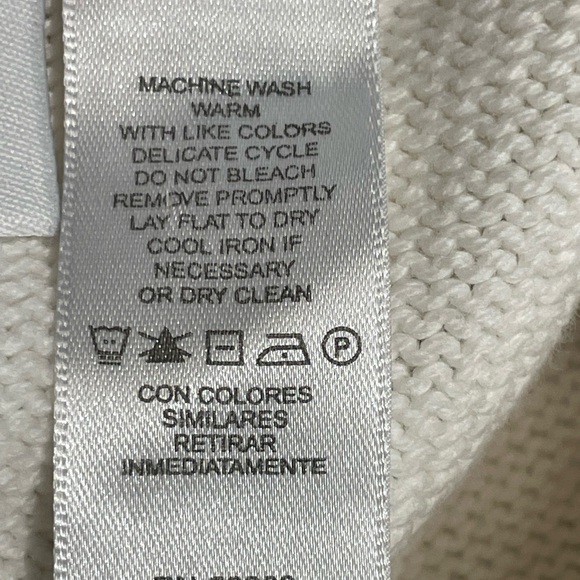 MACHINE WASH
WARM
WITH LIKE COLORS
DELICATE CYCLE
DO NOT BLEACH
REMOVE PROMPTLY
LAY FLAT TO DRY
COOL IRON IF
NECESSARY
OR DRY CLEAN
P
CON COLORES
SIMILARES
RETIRAR
INMEDIATAMENTE